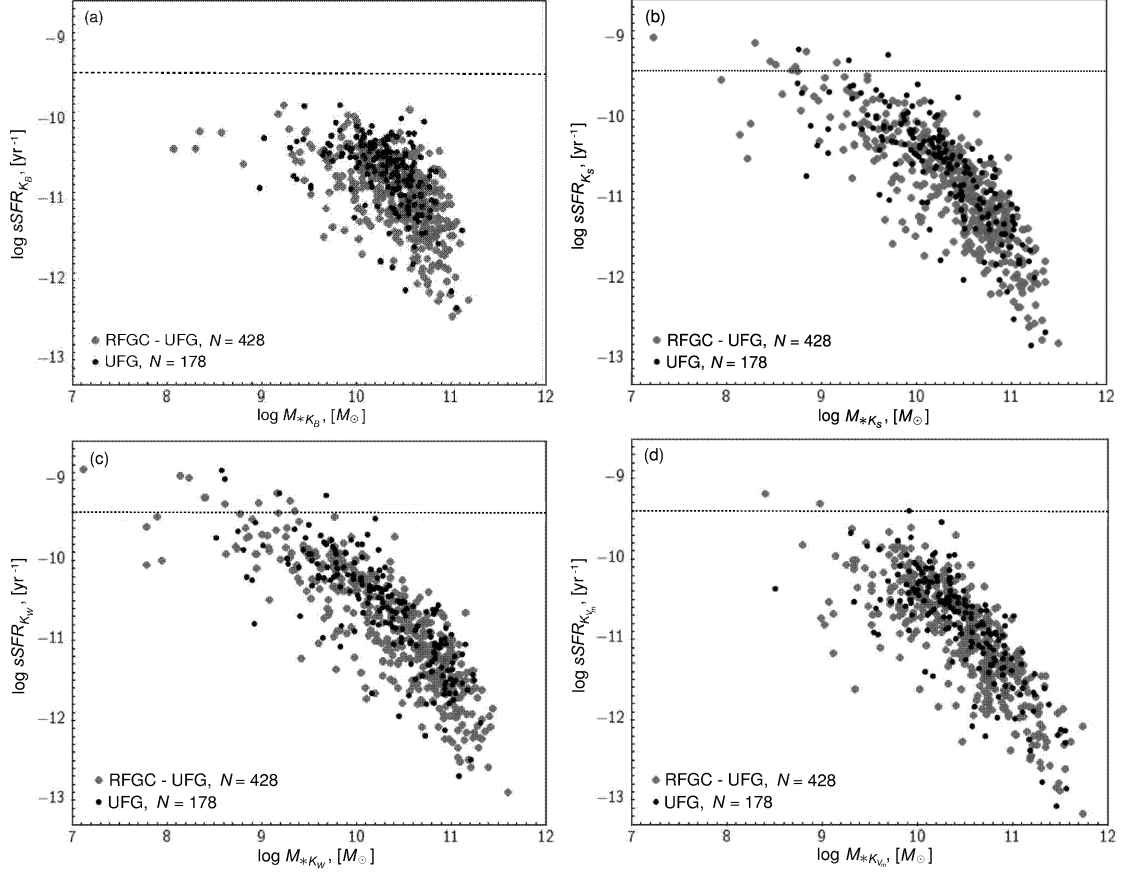 (a)
−9
−10
−11
−12
−13
log sSFR_{K_B}, [yr⁻¹]
RFGC - UFG, N = 428
UFG, N = 178
7 8 9 10 11 12
log M_{*K_B}, [M_⊙]
(b)
−9
−10
−11
−12
−13
log sSFR_{K_S}, [yr⁻¹]
RFGC - UFG, N = 428
UFG, N = 178
7 8 9 10 11 12
log M_{*K_S}, [M_⊙]
(c)
−9
−10
−11
−12
−13
log sSFR_{K_W}, [yr⁻¹]
RFGC - UFG, N = 428
UFG, N = 178
7 8 9 10 11 12
log M_{*K_W}, [M_⊙]
(d)
−9
−10
−11
−12
−13
log sSFR_{K_{V_m}}, [yr⁻¹]
RFGC - UFG, N = 428
UFG, N = 178
7 8 9 10 11 12
log M_{*K_{V_m}}, [M_⊙]